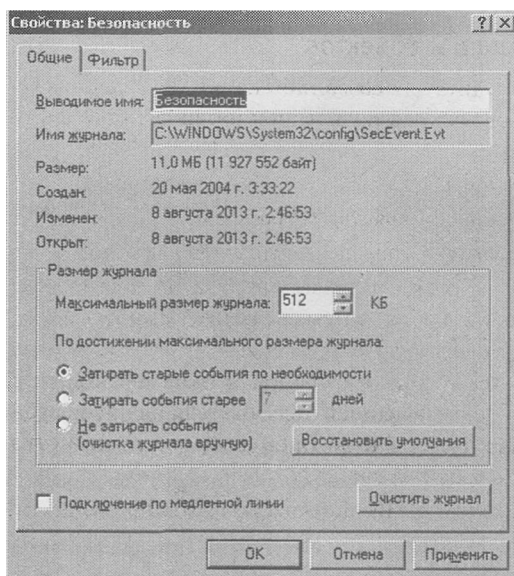 Свойства: Безопасность
Общие Фильтр
Выводимое имя: Безопасность
Имя журнала: C:\WINDOWS\System32\config\SecEvent.Evt
Размер: 11,0 МБ (11 927 552 байт)
Создан: 20 мая 2004 г. 3:33:22
Изменен: 8 августа 2013 г. 2:46:53
Открыт: 8 августа 2013 г. 2:46:53
Размер журнала
Максимальный размер журнала: 512 КБ
По достижении максимального размера журнала:
Затирать старые события по необходимости
Затирать события старее 7 дней
Не затирать события
(очистка журнала вручную)
Восстановить умолчания
Подключение по медленной линии
Очистить журнал
OK Отмена Применить